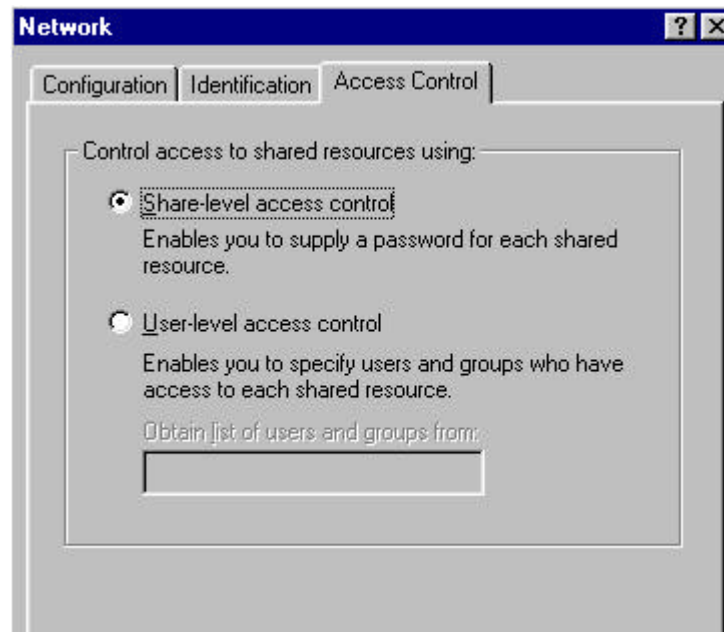 Network
Configuration Identification Access Control
Control access to shared resources using:
Share-level access control
Enables you to supply a password for each shared
resource.
User-level access control
Enables you to specify users and groups who have
access to each shared resource.
Obtain list of users and groups from: